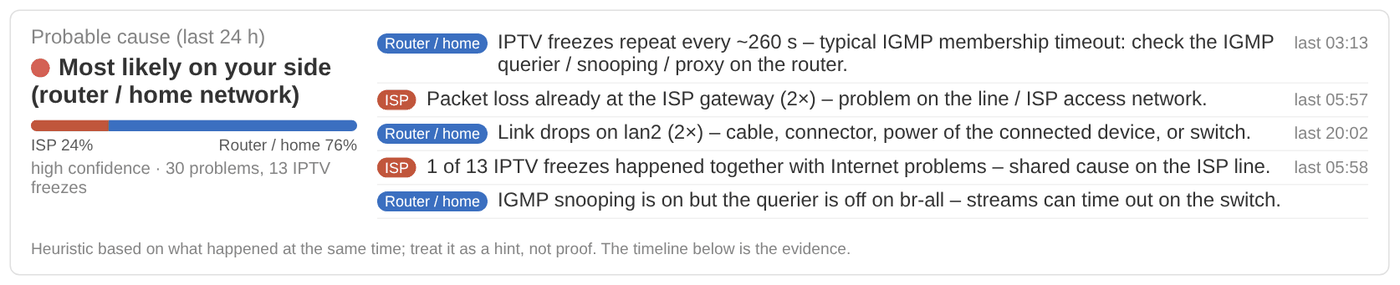 Probable cause (last 24 h)
Most likely on your side
(router / home network)
ISP 24% Router / home 76%
high confidence · 30 problems, 13 IPTV
freezes
Router / home IPTV freezes repeat every ~260 s – typical IGMP membership timeout: check the IGMP last 03:13
querier / snooping / proxy on the router.
ISP Packet loss already at the ISP gateway (2×) – problem on the line / ISP access network. last 05:57
Router / home Link drops on lan2 (2×) – cable, connector, power of the connected device, or switch. last 20:02
ISP 1 of 13 IPTV freezes happened together with Internet problems – shared cause on the ISP line. last 05:58
Router / home IGMP snooping is on but the querier is off on br-all – streams can time out on the switch.
Heuristic based on what happened at the same time; treat it as a hint, not proof. The timeline below is the evidence.